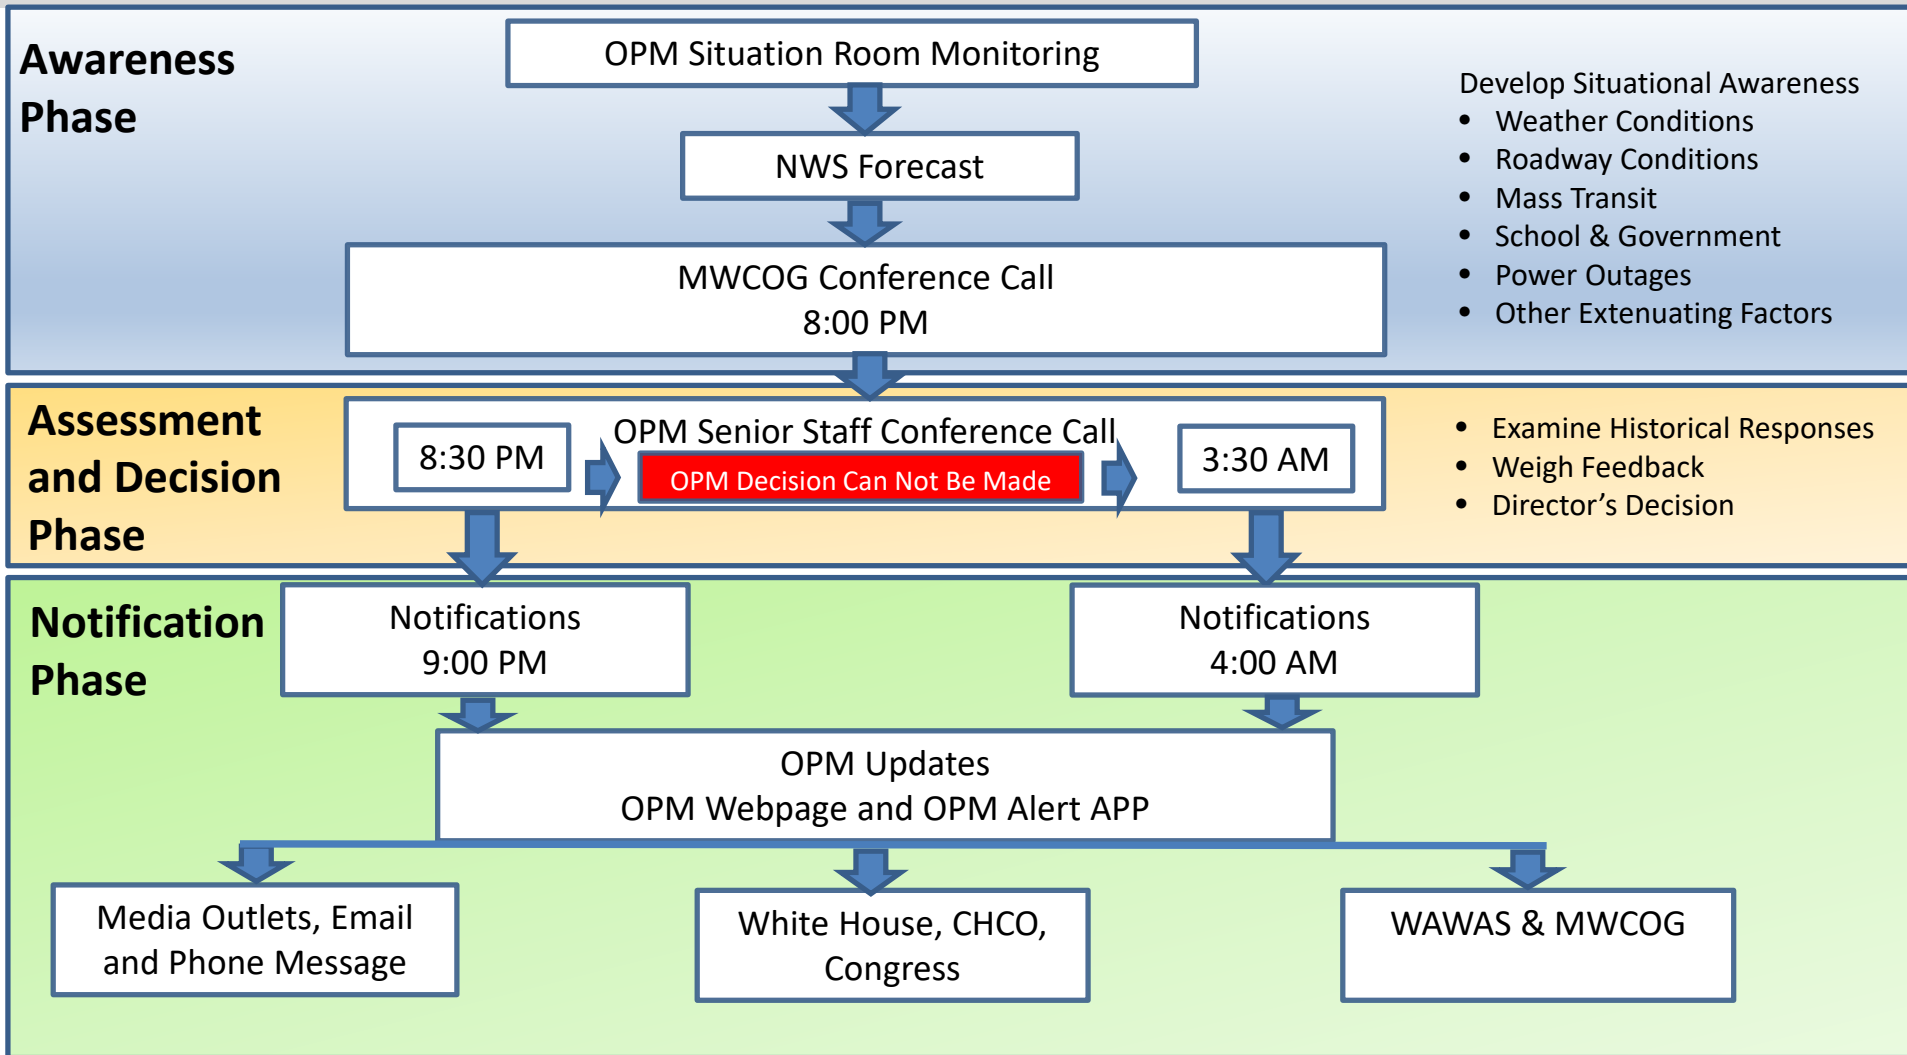 Awareness
Phase
OPM Situation Room Monitoring
NWS Forecast
MWCOG Conference Call
8:00 PM
Develop Situational Awareness
• Weather Conditions
• Roadway Conditions
• Mass Transit
• School & Government
• Power Outages
• Other Extenuating Factors
Assessment
and Decision
Phase
OPM Senior Staff Conference Call
8:30 PM
OPM Decision Can Not Be Made
3:30 AM
• Examine Historical Responses
• Weigh Feedback
• Director’s Decision
Notification
Phase
Notifications
9:00 PM
Notifications
4:00 AM
OPM Updates
OPM Webpage and OPM Alert APP
Media Outlets, Email
and Phone Message
White House, CHCO,
Congress
WAWAS & MWCOG